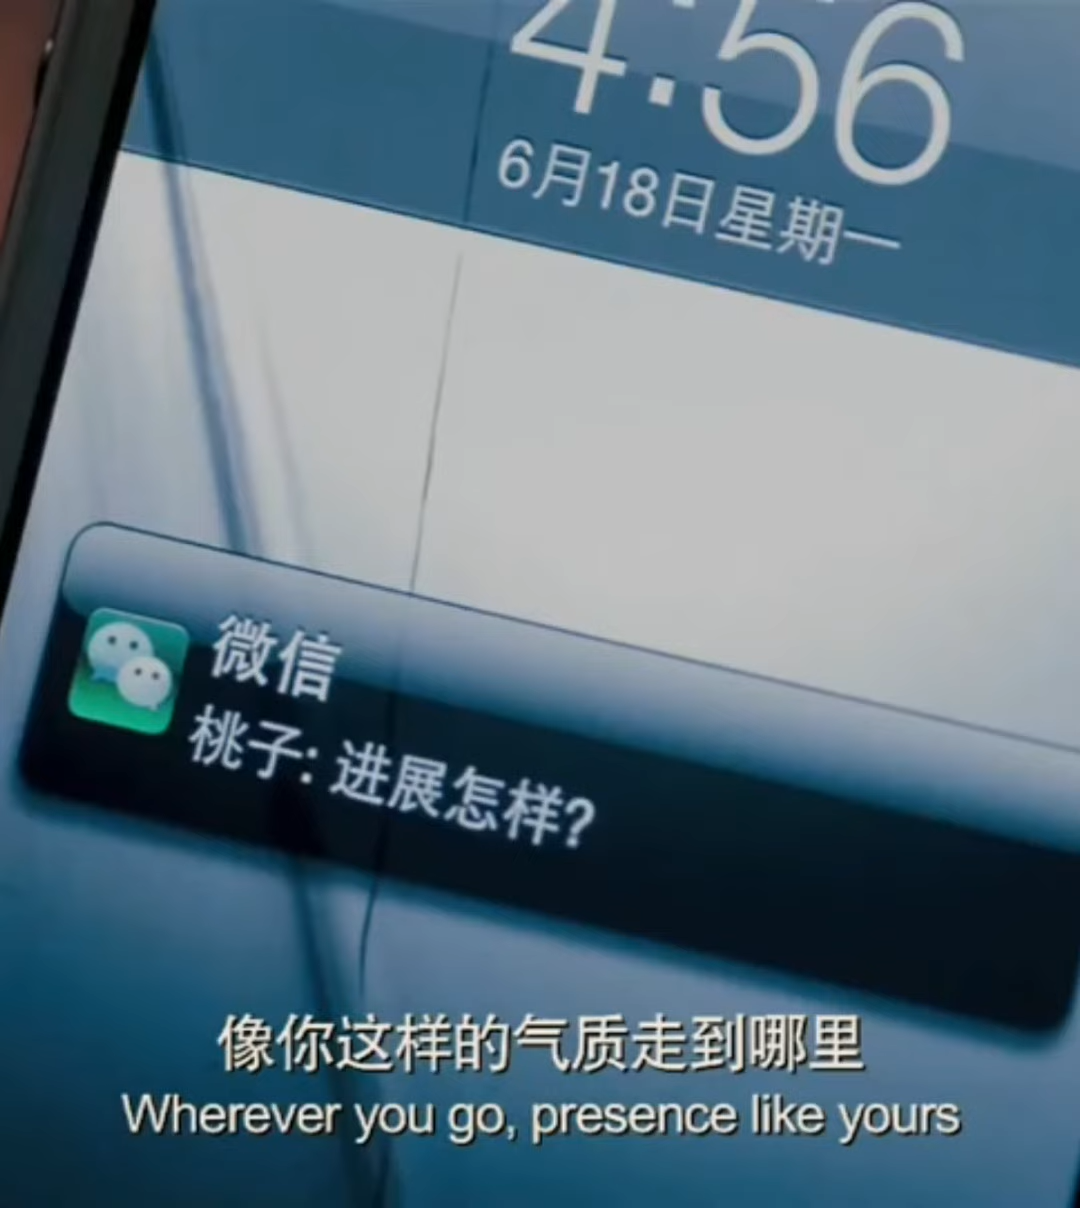 4:56
6月18日星期一
微信
桃子: 进展怎样?
像你这样的气质走到哪里
Wherever you go, presence like yours